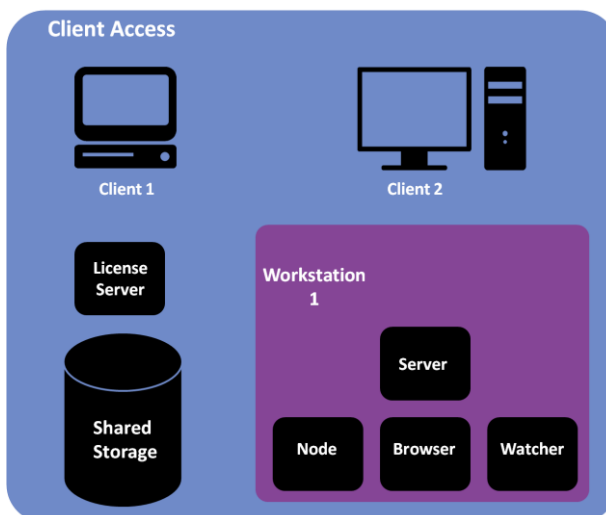 Client Access
Client 1
Client 2
License
Server
Workstation
1
Server
Shared
Storage
Node
Browser
Watcher